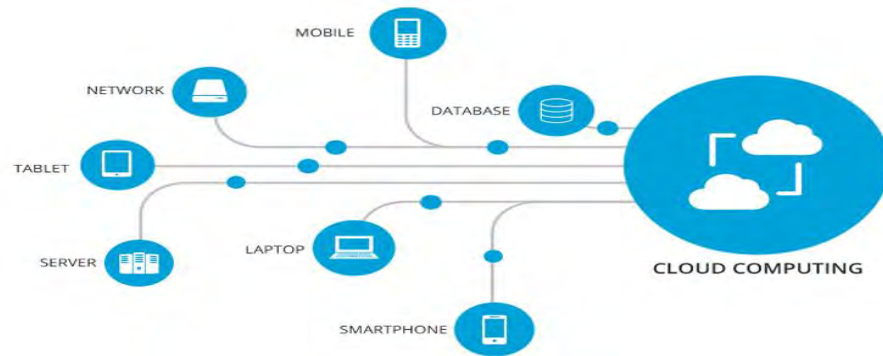 MOBILE
NETWORK
DATABASE
TABLET
LAPTOP
SERVER
CLOUD COMPUTING
SMARTPHONE